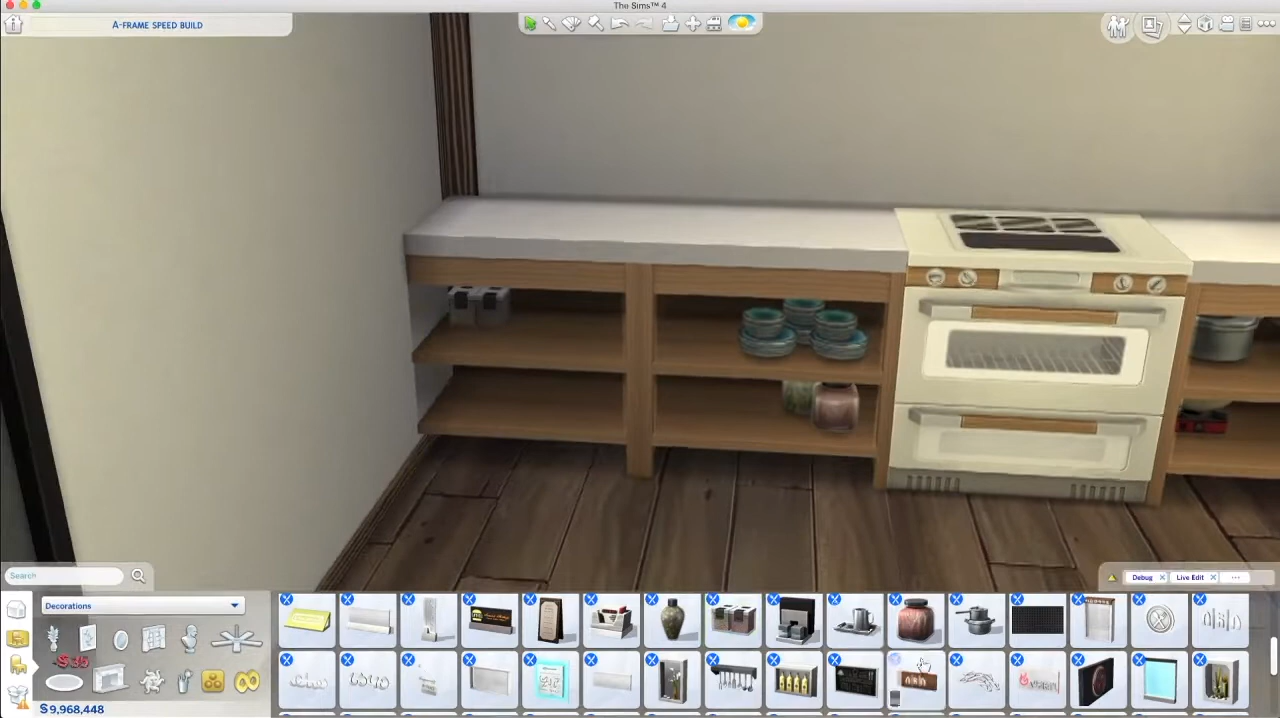 The Sims™ 4
A-FRAME SPEED BUILD
Search
Debug
Live Edit
Decorations
-§35
§9,968,448